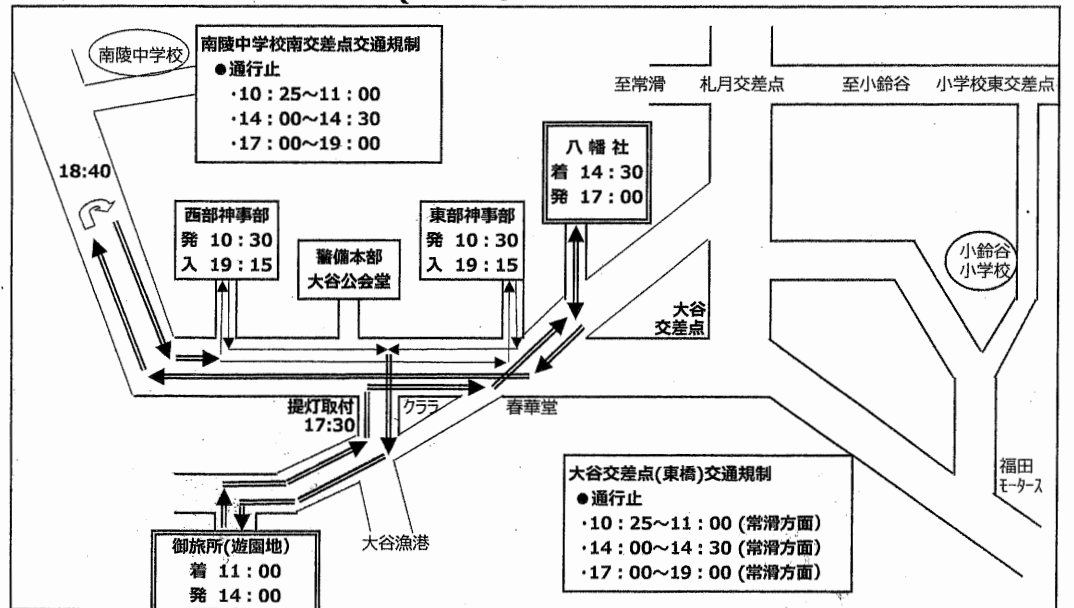 南陵中学校
南陵中学校南交差点交通規制
●通行止
・10：25～11：00
・14：00～14：30
・17：00～19：00
至常滑
札月交差点
至小鈴谷
小学校東交差点
八幡社
着 14：30
発 17：00
18:40
西部神事部
発 10：30
入 19：15
警備本部
大谷公会堂
東部神事部
発 10：30
入 19：15
小鈴谷
小学校
大谷
交差点
提灯取付
17:30
クララ
春華堂
大谷交差点(東橋)交通規制
●通行止
・10：25～11：00 (常滑方面)
・14：00～14：30 (常滑方面)
・17：00～19：00 (常滑方面)
福田
モータース
大谷漁港
御旅所(遊園地)
着 11：00
発 14：00